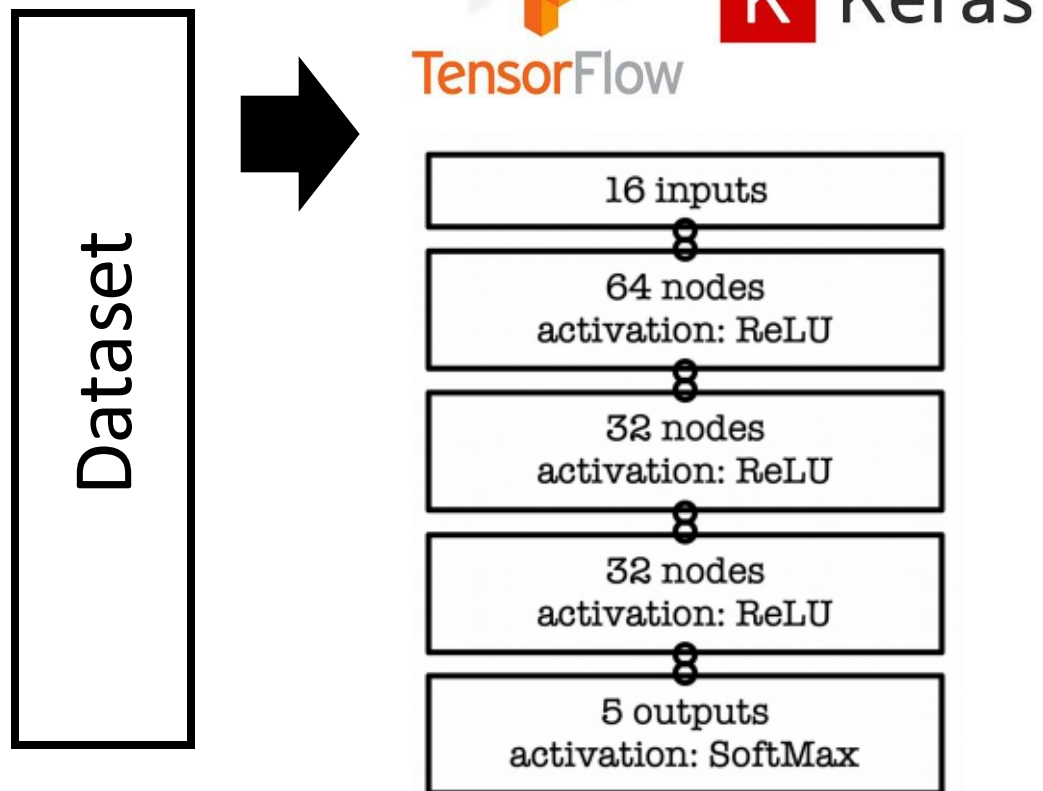 Dataset
TensorFlow
K Keras
16 inputs
64 nodes
activation: ReLU
32 nodes
activation: ReLU
32 nodes
activation: ReLU
5 outputs
activation: SoftMax